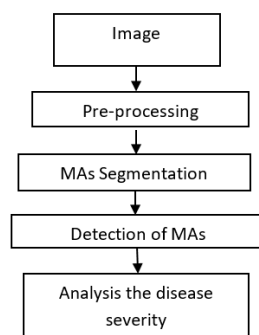 Image
Pre-processing
MAs Segmentation
Detection of MAs
Analysis the disease
severity